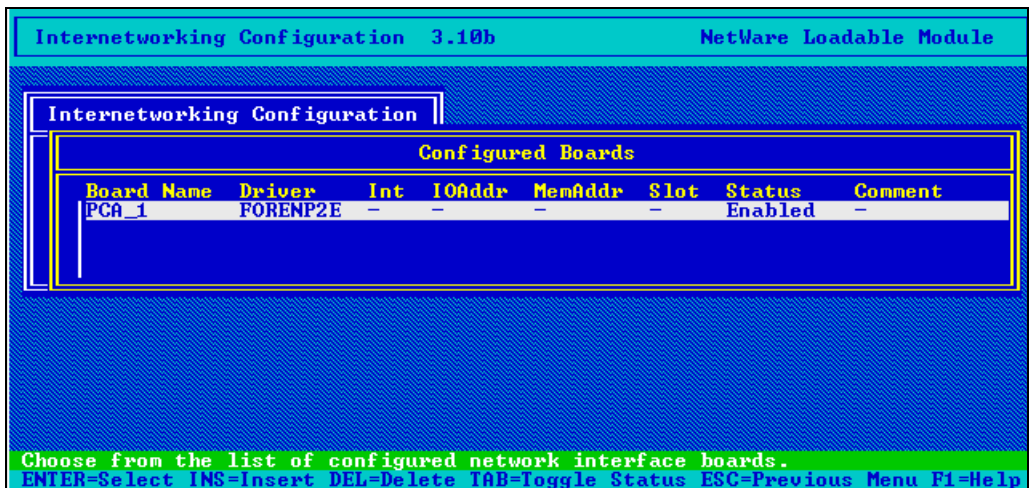 Internetworking Configuration 3.10b NetWare Loadable Module
Internetworking Configuration
Configured Boards
Board Name Driver Int IOAddr MemAddr Slot Status Comment
PCA_1 FORENP2E - - - - Enabled -
Choose from the list of configured network interface boards.
ENTER=Select INS=Insert DEL=Delete TAB=Toggle Status ESC=Previous Menu F1=Help